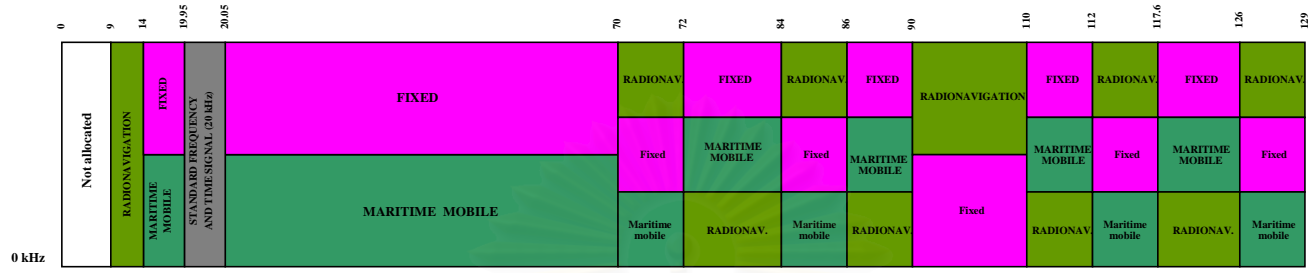 0
9
14
19.95
20.05
70
72
84
86
90
110
112
117.6
126
129
Not allocated
RADIONAVIGATION
FIXED
MARITIME
MOBILE
STANDARD FREQUENCY
AND TIME SIGNAL (20 kHz)
FIXED
MARITIME MOBILE
RADIONAV.
Fixed
Maritime
mobile
FIXED
MARITIME
MOBILE
RADIONAV.
RADIONAV.
Fixed
Maritime
mobile
FIXED
MARITIME
MOBILE
RADIONAV.
RADIONAVIGATION
Fixed
FIXED
MARITIME
MOBILE
RADIONAV.
RADIONAV.
Fixed
Maritime
mobile
FIXED
MARITIME
MOBILE
RADIONAV.
RADIONAV.
Fixed
Maritime
mobile
0 kHz